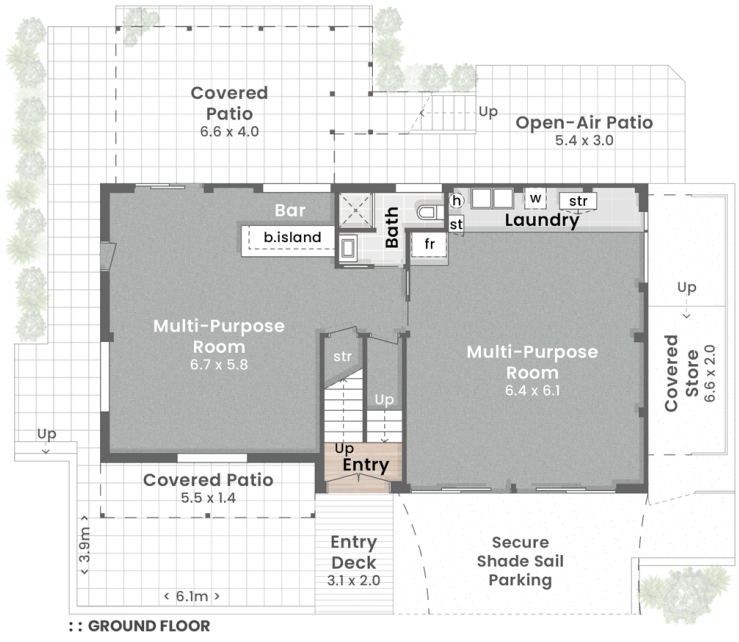 Covered
Patio
6.6 x 4.0
Up
Open-Air Patio
5.4 x 3.0
Bar
b.island
Bath
h
w
str
st
Laundry
fr
Up
Multi-Purpose
Room
6.7 x 5.8
str
Up
Multi-Purpose
Room
6.4 x 6.1
Covered
Store
6.6 x 2.0
Up
Up
Entry
Covered Patio
5.5 x 1.4
< 3.9m >
< 6.1m >
Entry
Deck
3.1 x 2.0
Secure
Shade Sail
Parking
:: GROUND FLOOR